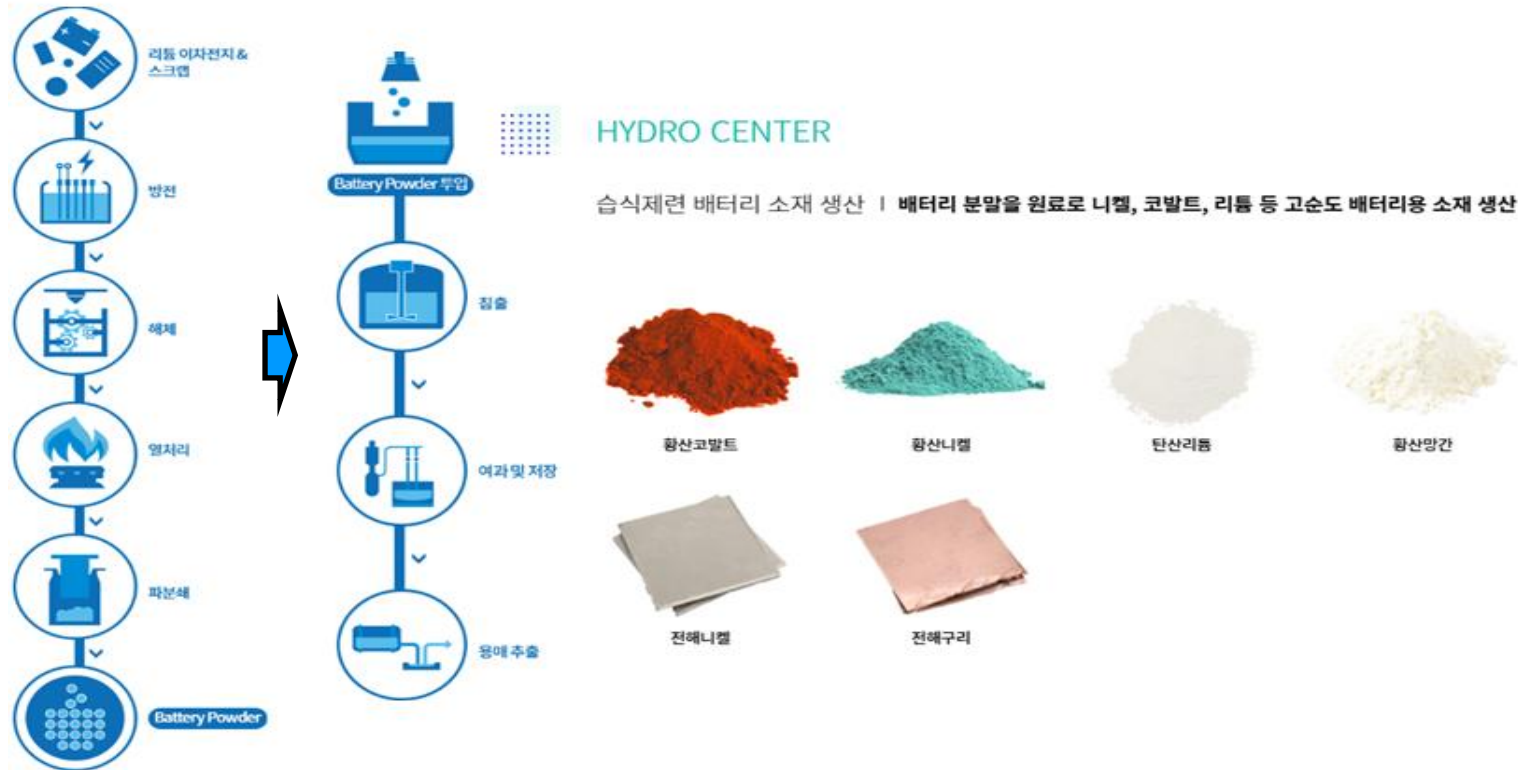 리튬 이차전지 &
스크랩
방전
해체
열처리
파분쇄
Battery Powder
Battery Powder 투입
침출
여과 및 저장
용매 추출
HYDRO CENTER
습식제련 배터리 소재 생산 | 배터리 분말을 원료로 니켈, 코발트, 리튬 등 고순도 배터리용 소재 생산
황산코발트
황산니켈
탄산리튬
황산망간
전해니켈
전해구리